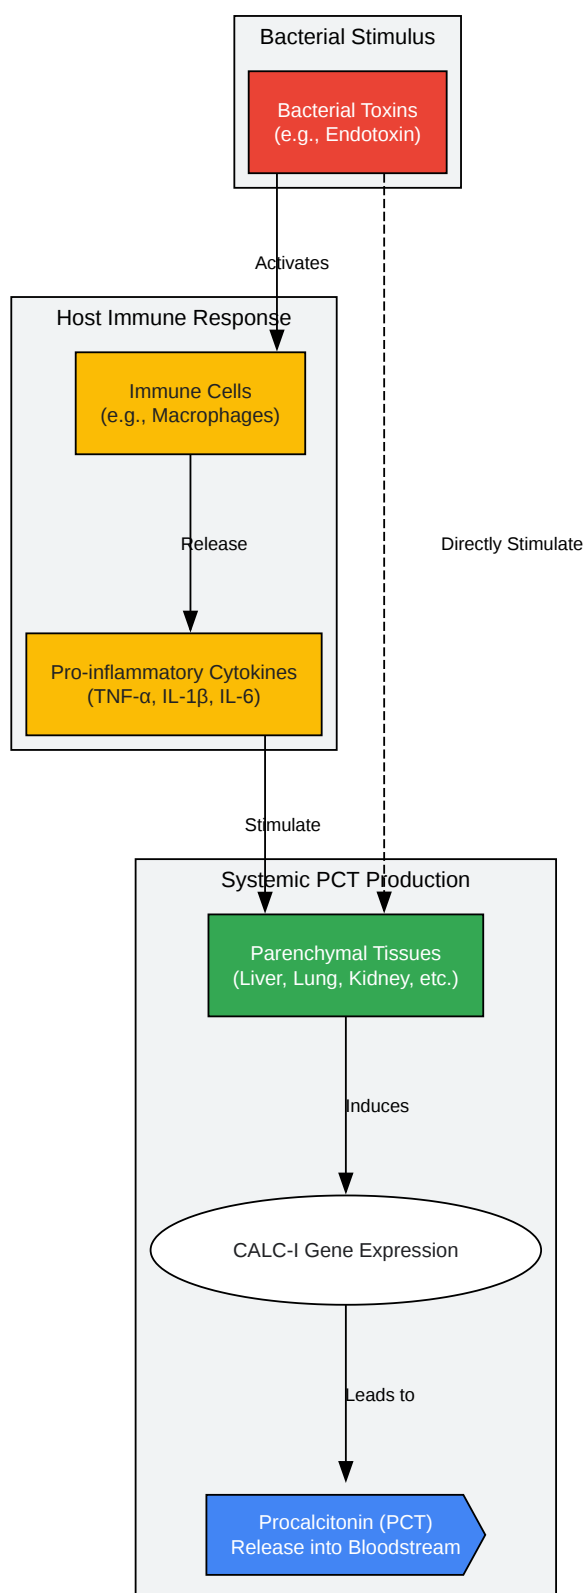 Bacterial Stimulus
Bacterial Toxins
(e.g., Endotoxin)
Activates
Host Immune Response
Immune Cells
(e.g., Macrophages)
Release
Directly Stimulate
Pro-inflammatory Cytokines
(TNF-α, IL-1β, IL-6)
Stimulate
Systemic PCT Production
Parenchymal Tissues
(Liver, Lung, Kidney, etc.)
Induces
CALC-I Gene Expression
Leads to
Procalcitonin (PCT)
Release into Bloodstream